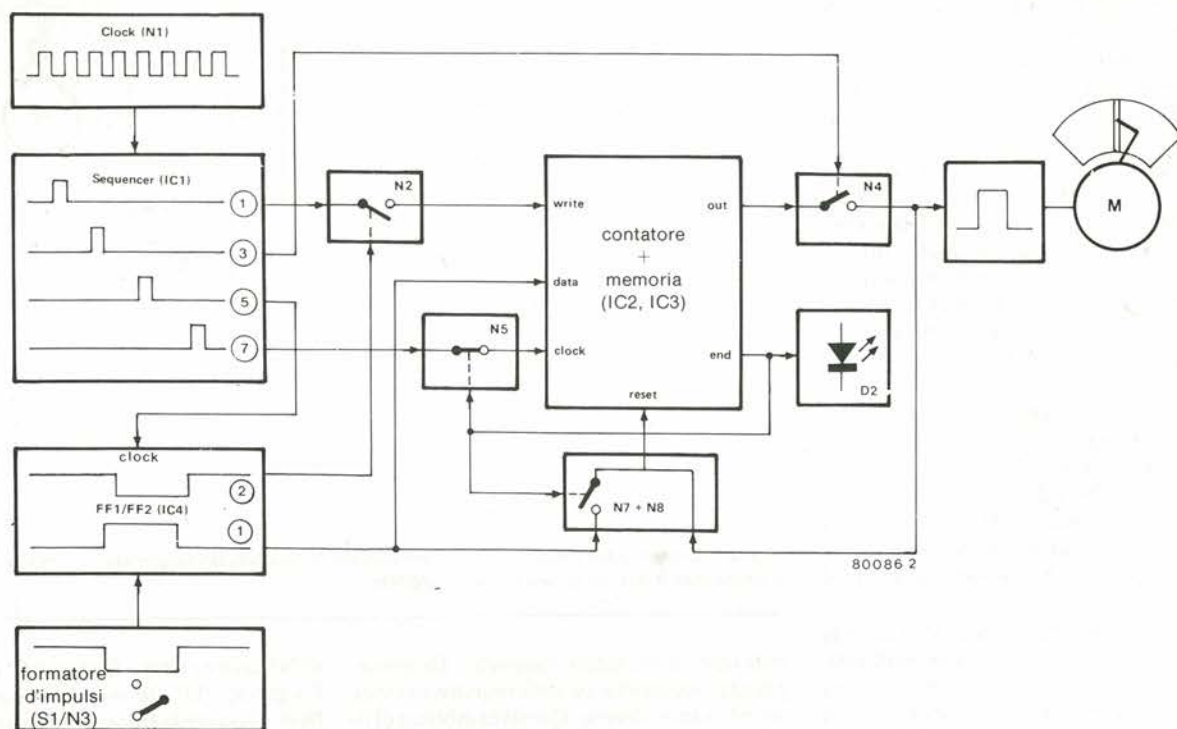 Clock (N1)
Sequencer (IC1)
1
3
5
7
N2
N5
write
data
clock
out
end
reset
contatore
+
memoria
(IC2, IC3)
N4
M
D2
N7 + N8
clock
2
FF1/FF2 (IC4)
1
formatore
d'impulsi
(S1/N3)
80086 2